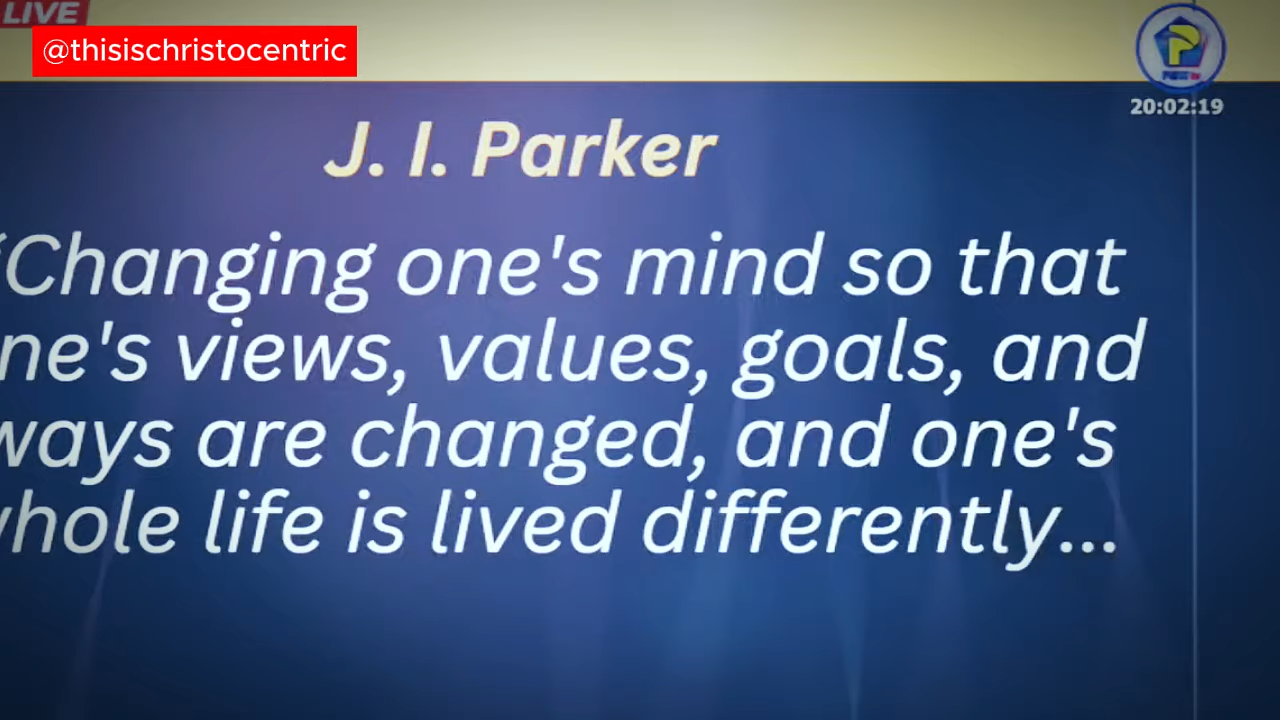 LIVE
@thisischristocentric
20:02:19
J. I. Parker
"Changing one's mind so that
ne's views, values, goals, and
ways are changed, and one's
whole life is lived differently...